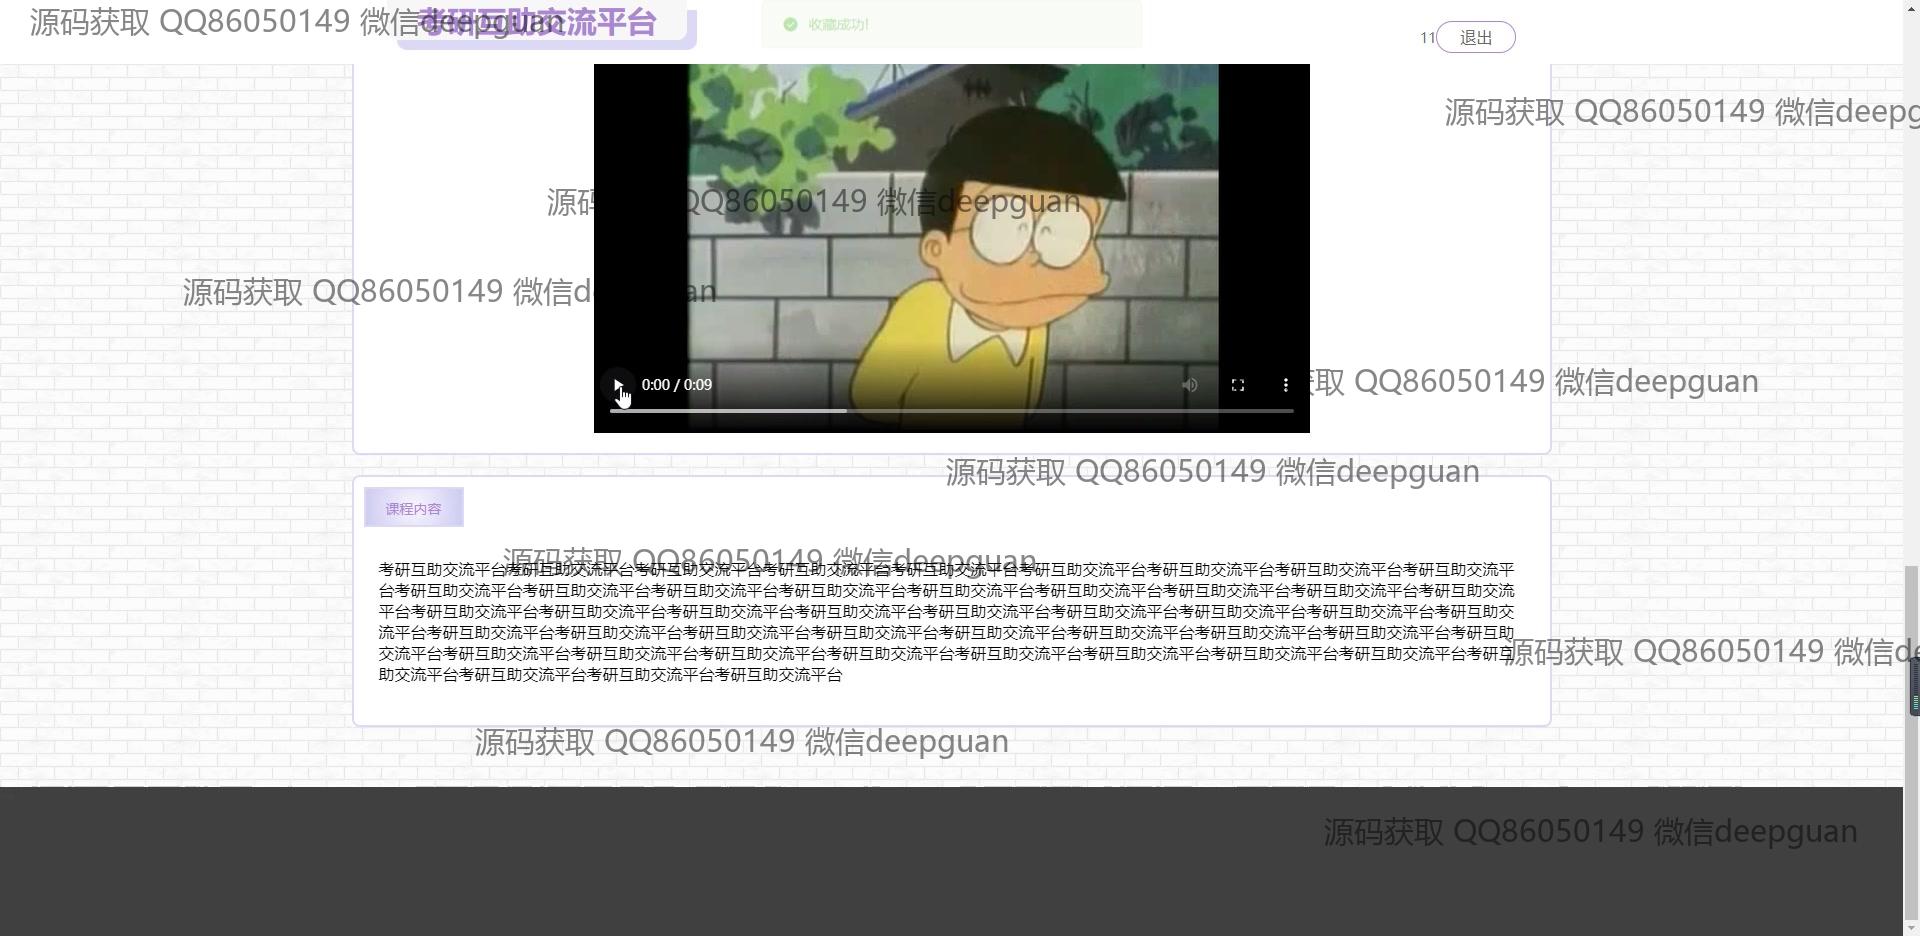 源码获取 QQ86050149 微信deepguan
考研互助交流平台
收藏成功!
11
退出
源码获取 QQ86050149 微信deepg
源码 QQ86050149 微信deepguan
源码获取 QQ86050149 微信d an
取 QQ86050149 微信deepguan
0:00 / 0:09
源码获取 QQ86050149 微信deepguan
课程内容
源码获取 QQ86050149 微信deepguan
考研互助交流平台考研互助交流平台考研互助交流平台考研互助交流平台考研互助交流平台考研互助交流平台考研互助交流平台考研互助交流平台考研互助交流平
台考研互助交流平台考研互助交流平台考研互助交流平台考研互助交流平台考研互助交流平台考研互助交流平台考研互助交流平台考研互助交流平台考研互助交流
平台考研互助交流平台考研互助交流平台考研互助交流平台考研互助交流平台考研互助交流平台考研互助交流平台考研互助交流平台考研互助交流平台考研互助交
流平台考研互助交流平台考研互助交流平台考研互助交流平台考研互助交流平台考研互助交流平台考研互助交流平台考研互助交流平台考研互助交流平台考研互助
交流平台考研互助交流平台考研互助交流平台考研互助交流平台考研互助交流平台考研互助交流平台考研互助交流平台考研互助交流平台考研互助交流平台考研互
助交流平台考研互助交流平台考研互助交流平台考研互助交流平台
源码获取 QQ86050149 微信de
源码获取 QQ86050149 微信deepguan
源码获取 QQ86050149 微信deepguan